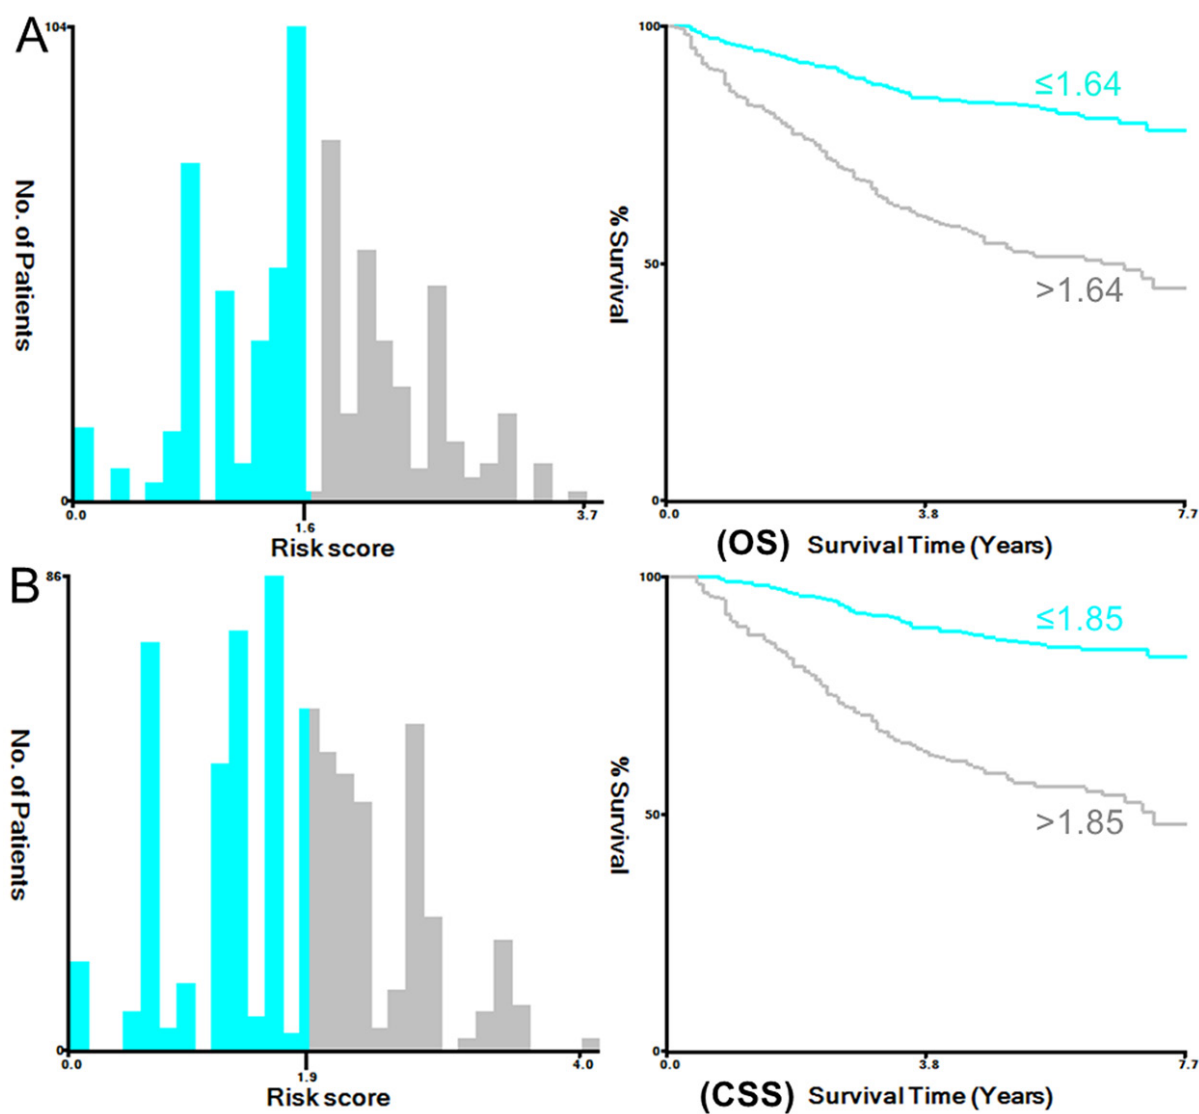 A
104
No. of Patients
0
0.0
1.6
3.7
Risk score
100
% Survival
50
0
≤1.64
>1.64
0.0
3.8
7.7
(OS) Survival Time (Years)
B
86
No. of Patients
0
0.0
1.9
4.0
Risk score
100
% Survival
50
0
≤1.85
>1.85
0.0
3.8
7.7
(CSS) Survival Time (Years)